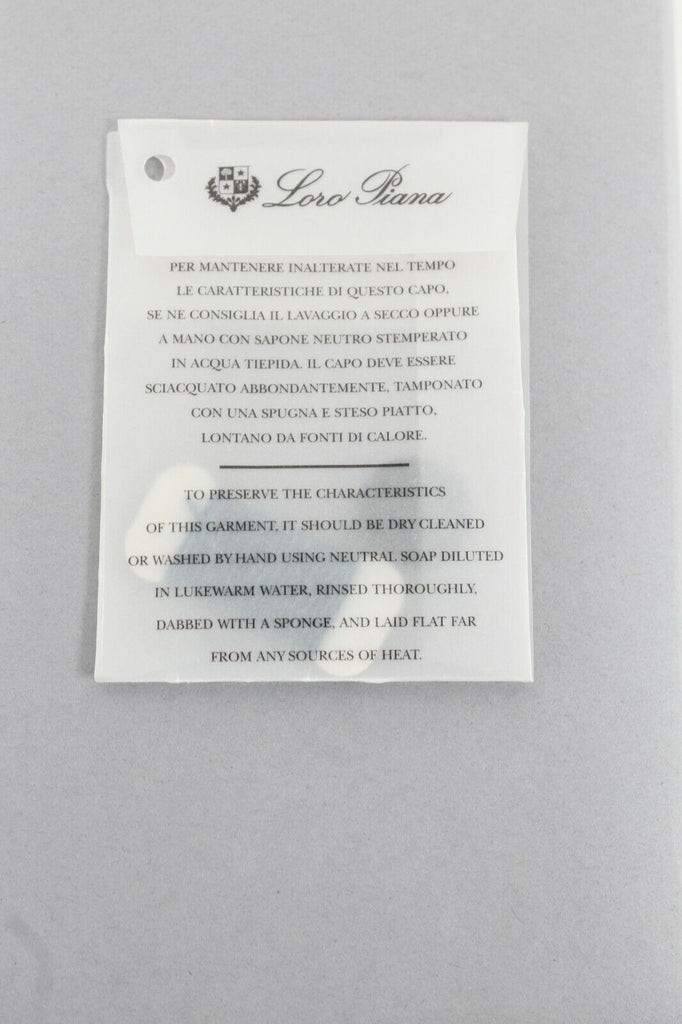 Loro Piana
PER MANTENERE INALTERATE NEL TEMPO
LE CARATTERISTICHE DI QUESTO CAPO,
SE NE CONSIGLIA IL LAVAGGIO A SECCO OPPURE
A MANO CON SAPONE NEUTRO STEMPERATO
IN ACQUA TIEPIDA. IL CAPO DEVE ESSERE
SCIACQUATO ABBONDANTEMENTE, TAMPONATO
CON UNA SPUGNA E STESO PIATTO,
LONTANO DA FONTI DI CALORE.
TO PRESERVE THE CHARACTERISTICS
OF THIS GARMENT, IT SHOULD BE DRY CLEANED
OR WASHED BY HAND USING NEUTRAL SOAP DILUTED
IN LUKEWARM WATER, RINSED THOROUGHLY,
DABBED WITH A SPONGE, AND LAID FLAT FAR
FROM ANY SOURCES OF HEAT.